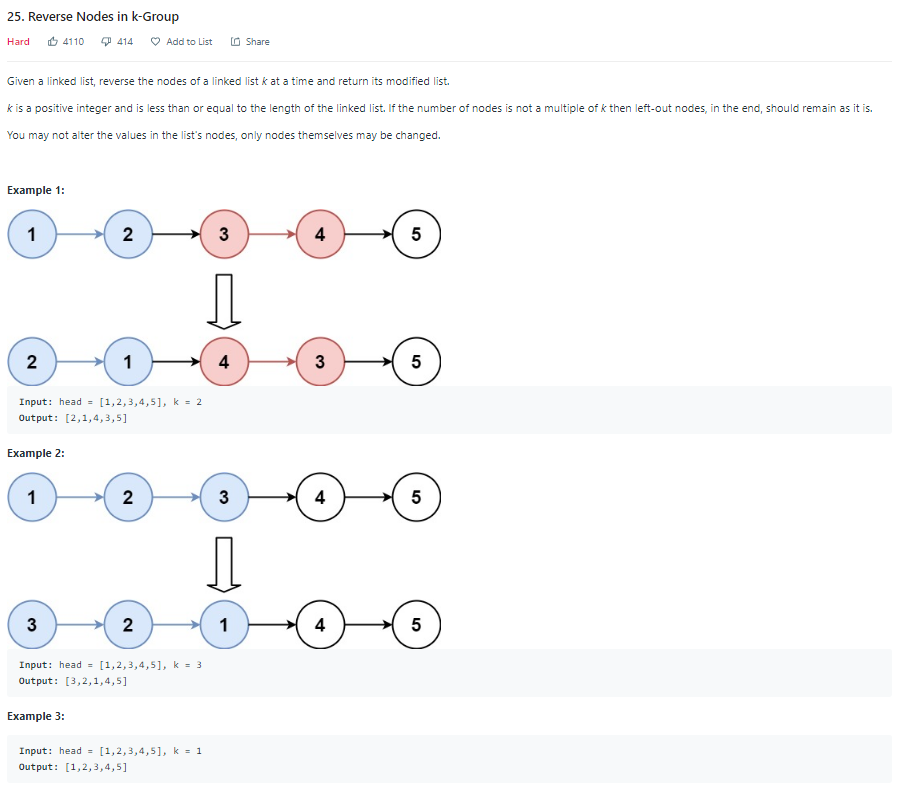 25. Reverse Nodes in k-Group
Hard 4110 414 Add to List Share
Given a linked list, reverse the nodes of a linked list k at a time and return its modified list.
k is a positive integer and is less than or equal to the length of the linked list. If the number of nodes is not a multiple of k then left-out nodes, in the end, should remain as it is.
You may not alter the values in the list's nodes, only nodes themselves may be changed.
Example 1:
1 2 3 4 5
2 1 4 3 5
Input: head = [1,2,3,4,5], k = 2
Output: [2,1,4,3,5]
Example 2:
1 2 3 4 5
3 2 1 4 5
Input: head = [1,2,3,4,5], k = 3
Output: [3,2,1,4,5]
Example 3:
Input: head = [1,2,3,4,5], k = 1
Output: [1,2,3,4,5]